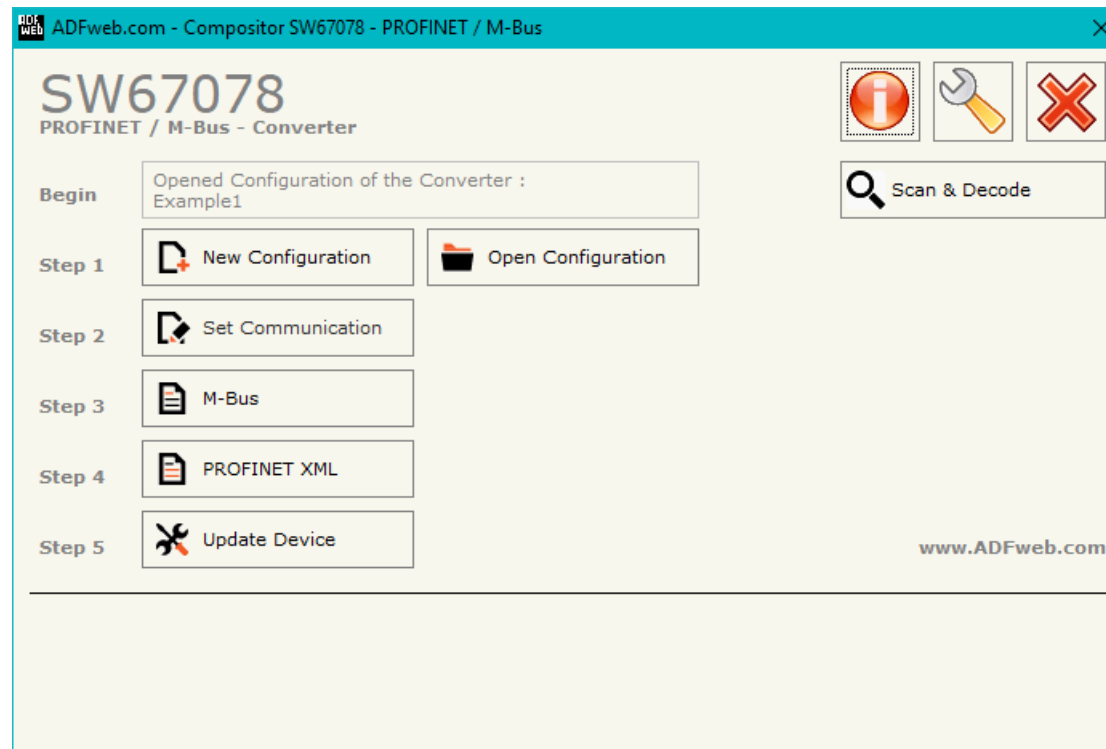 ADF
WEB
ADFweb.com - Compositor SW67078 - PROFINET / M-Bus
SW67078
PROFINET / M-Bus - Converter
Begin
Opened Configuration of the Converter :
Example1
Scan & Decode
Step 1
New Configuration
Open Configuration
Step 2
Set Communication
Step 3
M-Bus
Step 4
PROFINET XML
Step 5
Update Device
www.ADFweb.com